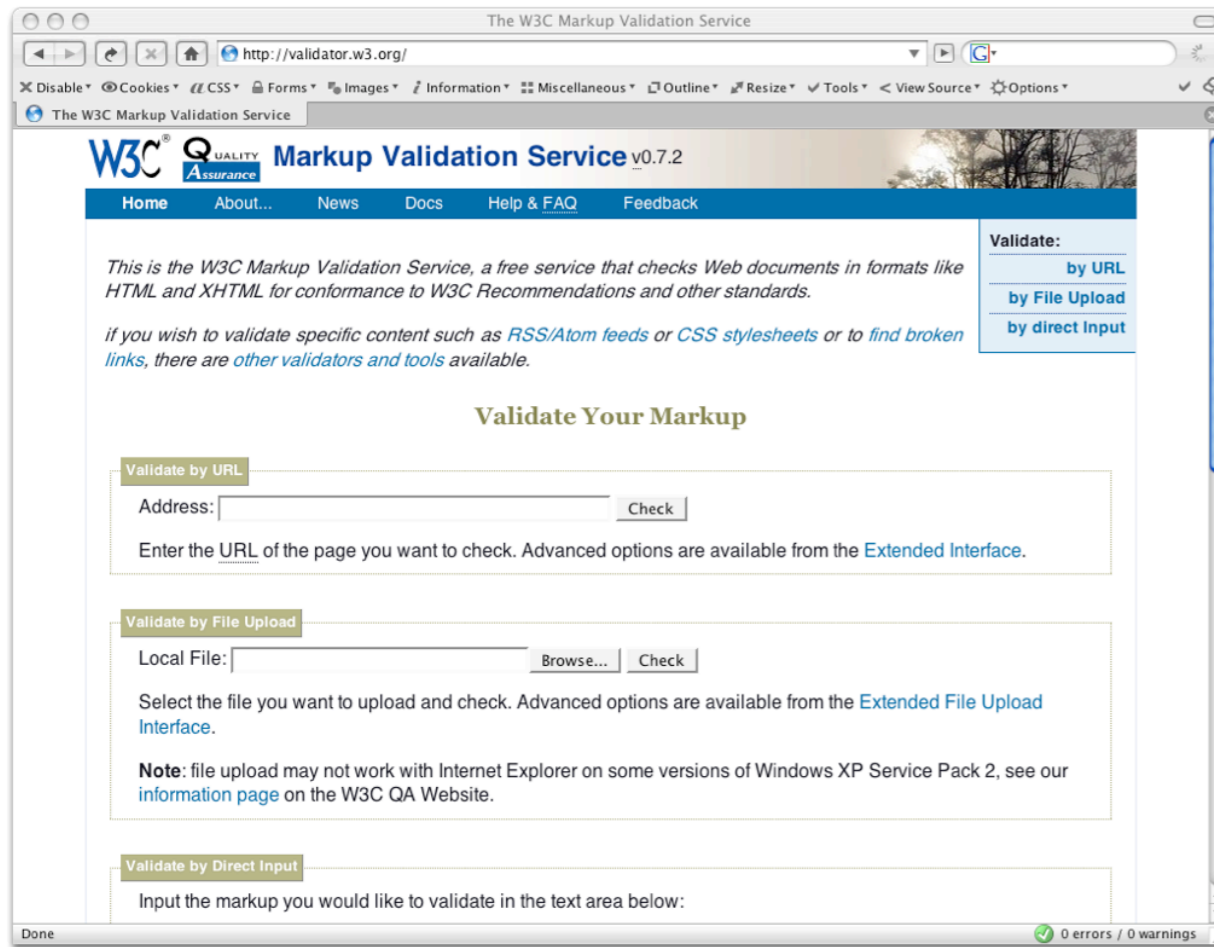 The W3C Markup Validation Service
http://validator.w3.org/
G
Disable Cookies CSS Forms Images Information Miscellaneous Outline Resize Tools View Source Options
The W3C Markup Validation Service
W3C® QUALITY ASSURANCE Markup Validation Service v0.7.2
Home About... News Docs Help & FAQ Feedback
Validate:
by URL
by File Upload
by direct Input
This is the W3C Markup Validation Service, a free service that checks Web documents in formats like
HTML and XHTML for conformance to W3C Recommendations and other standards.
if you wish to validate specific content such as RSS/Atom feeds or CSS stylesheets or to find broken
links, there are other validators and tools available.
Validate Your Markup
Validate by URL
Address: Check
Enter the URL of the page you want to check. Advanced options are available from the Extended Interface.
Validate by File Upload
Local File: Browse... Check
Select the file you want to upload and check. Advanced options are available from the Extended File Upload
Interface.
Note: file upload may not work with Internet Explorer on some versions of Windows XP Service Pack 2, see our
information page on the W3C QA Website.
Validate by Direct Input
Input the markup you would like to validate in the text area below:
Done 0 errors / 0 warnings